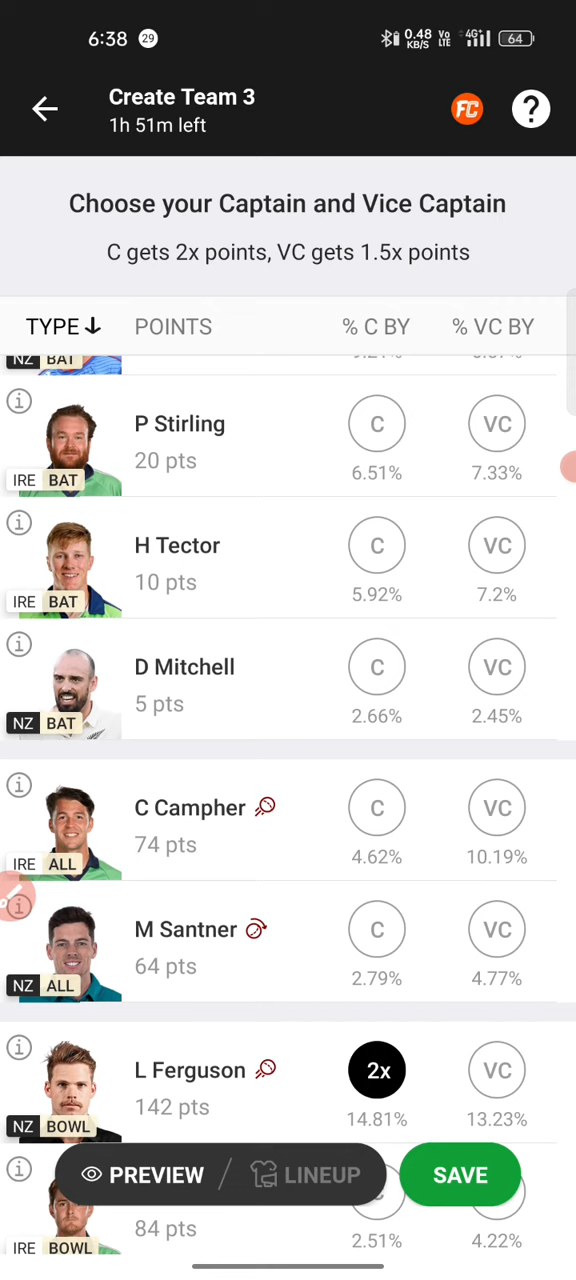 6:38 29 0.48 KB/S Vo LTE 4G+ 64
Create Team 3
1h 51m left
FC ?
Choose your Captain and Vice Captain
C gets 2x points, VC gets 1.5x points
TYPE POINTS % C BY % VC BY
NZ BAT
i P Stirling C VC
20 pts 6.51% 7.33%
IRE BAT
i H Tector C VC
10 pts 5.92% 7.2%
IRE BAT
i D Mitchell C VC
5 pts 2.66% 2.45%
NZ BAT
i C Campher C VC
74 pts 4.62% 10.19%
IRE ALL
i M Santner C VC
64 pts 2.79% 4.77%
NZ ALL
i L Ferguson 2x VC
142 pts 14.81% 13.23%
NZ BOWL
i PREVIEW / LINEUP SAVE
84 pts 2.51% 4.22%
IRE BOWL